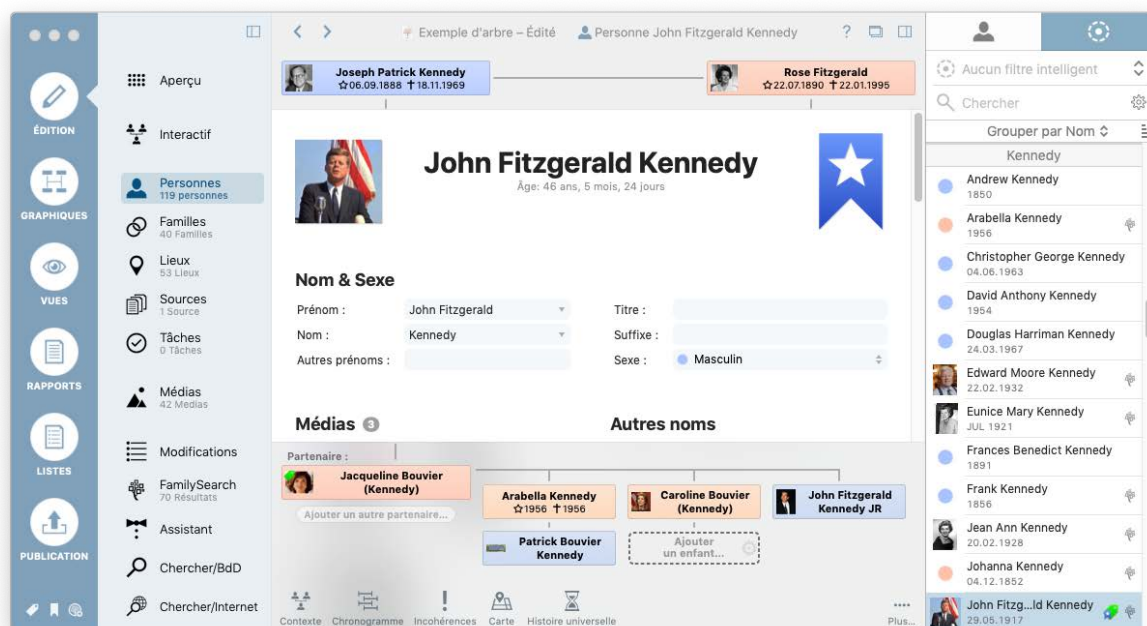 ÉDITION
GRAPHIQUES
VUES
RAPPORTS
LISTES
PUBLICATION
Aperçu
Interactif
Personnes
119 personnes
Familles
40 Familles
Lieux
53 Lieux
Sources
1 Source
Tâches
0 Tâches
Médias
42 Medias
Modifications
FamilySearch
70 Résultats
Assistant
Chercher/BdD
Chercher/Internet
Exemple d'arbre – Édité
Personne John Fitzgerald Kennedy
?
Joseph Patrick Kennedy
☆06.09.1888 ✝18.11.1969
Rose Fitzgerald
☆22.07.1890 ✝22.01.1995
John Fitzgerald Kennedy
Âge: 46 ans, 5 mois, 24 jours
Nom & Sexe
Prénom : John Fitzgerald
Nom : Kennedy
Autres prénoms :
Titre :
Suffixe :
Sexe : Masculin
Médias 3
Autres noms
Partenaire :
Jacqueline Bouvier
(Kennedy)
Ajouter un autre partenaire...
Arabella Kennedy
☆1956 ✝1956
Caroline Bouvier
(Kennedy)
John Fitzgerald
Kennedy JR
Patrick Bouvier
Kennedy
Ajouter
un enfant...
Contexte
Chronogramme
Incohérences
Carte
Histoire universelle
Plus...
Aucun filtre intelligent
Chercher
Grouper par Nom
Kennedy
Andrew Kennedy
1850
Arabella Kennedy
1956
Christopher George Kennedy
04.06.1963
David Anthony Kennedy
1954
Douglas Harriman Kennedy
24.03.1967
Edward Moore Kennedy
22.02.1932
Eunice Mary Kennedy
JUL 1921
Frances Benedict Kennedy
1891
Frank Kennedy
1856
Jean Ann Kennedy
20.02.1928
Johanna Kennedy
04.12.1852
John Fitzg...ld Kennedy
29.05.1917